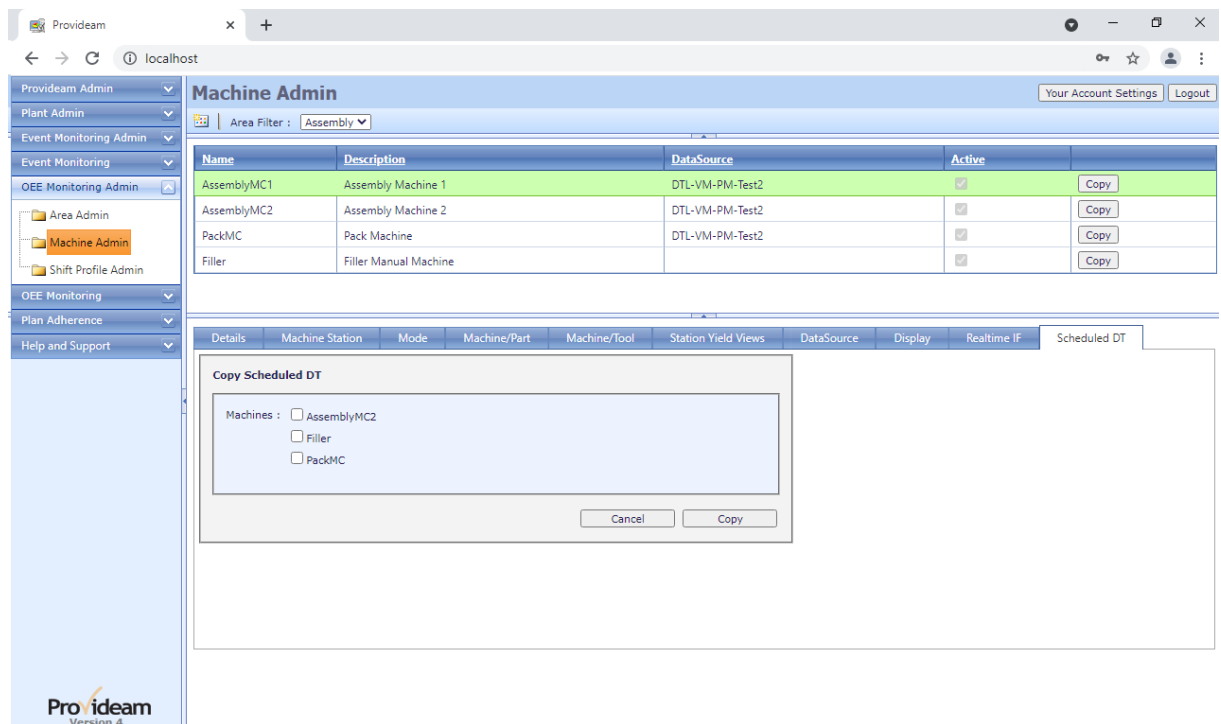 Provideam
localhost
Provideam Admin
Plant Admin
Event Monitoring Admin
Event Monitoring
OEE Monitoring Admin
Area Admin
Machine Admin
Shift Profile Admin
OEE Monitoring
Plan Adherence
Help and Support
Provideam
Version 4
Machine Admin
Your Account Settings Logout
Area Filter : Assembly
Name Description DataSource Active
AssemblyMC1 Assembly Machine 1 DTL-VM-PM-Test2 Copy
AssemblyMC2 Assembly Machine 2 DTL-VM-PM-Test2 Copy
PackMC Pack Machine DTL-VM-PM-Test2 Copy
Filler Filler Manual Machine Copy
Details Machine Station Mode Machine/Part Machine/Tool Station Yield Views DataSource Display Realtime IF Scheduled DT
Copy Scheduled DT
Machines : AssemblyMC2
Filler
PackMC
Cancel Copy